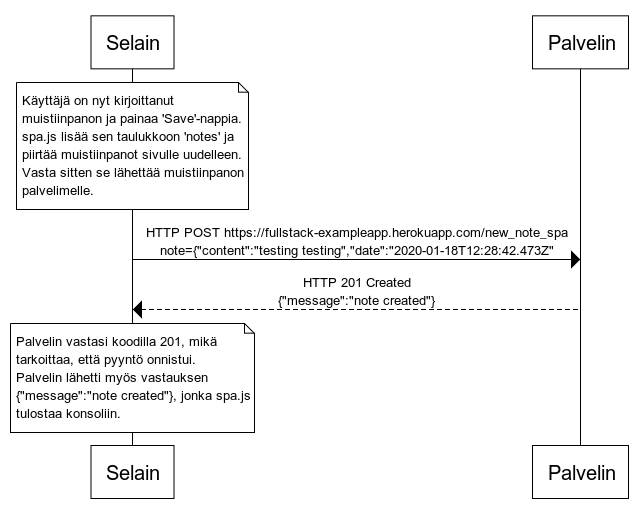 Selain
Palvelin
Käyttäjä on nyt kirjoittanut
muistiinpanon ja painaa 'Save'-nappia.
spa.js lisää sen taulukkoon 'notes' ja
piirtää muistiinpanot sivulle uudelleen.
Vasta sitten se lähettää muistiinpanon
palvelimelle.
HTTP POST https://fullstack-exampleapp.herokuapp.com/new_note_spa
note={"content":"testing testing","date":"2020-01-18T12:28:42.473Z"
HTTP 201 Created
{"message":"note created"}
Palvelin vastasi koodilla 201, mikä
tarkoittaa, että pyyntö onnistui.
Palvelin lähetti myös vastauksen
{"message":"note created"}, jonka spa.js
tulostaa konsoliin.
Selain
Palvelin